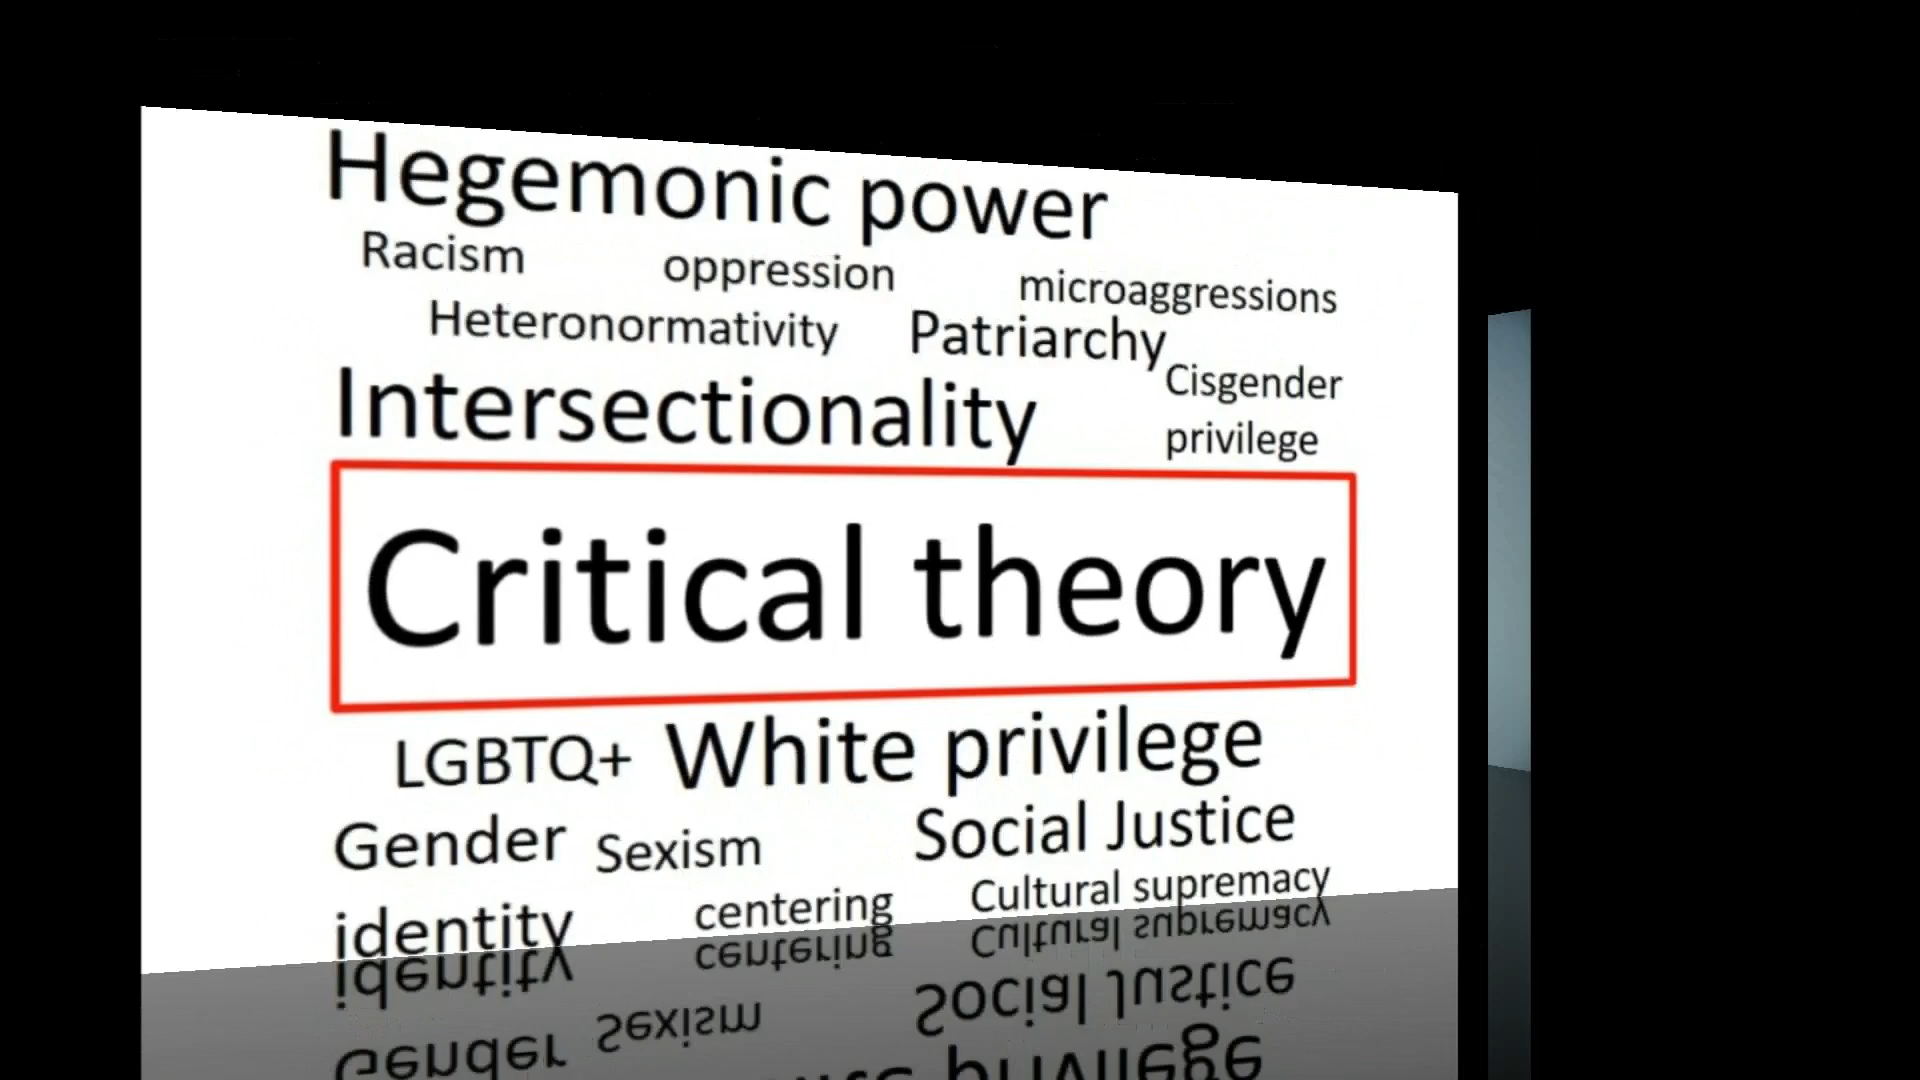 Hegemonic power
Racism oppression microaggressions
Heteronormativity Patriarchy
Cisgender
privilege
Intersectionality
Critical theory
LGBTQ+ White privilege
Gender Sexism Social Justice
identity centering Cultural supremacy